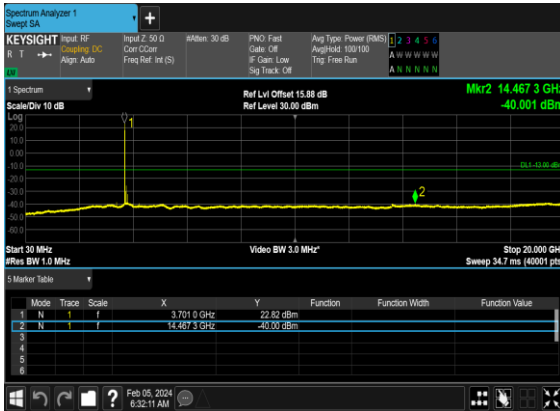 Spectrum Analyzer 1
Swept SA
+
KEYSIGHT Input: RF Input Z: 50 Ω #Atten: 30 dB PNO: Fast Avg Type: Power (RMS) 1 2 3 4 5 6
R T Coupling: DC Corr CCorr Gate: Off Avg|Hold: 100/100 A W W W W W
Align: Auto Freq Ref: Int (S) IF Gain: Low Trig: Free Run
Sig Track: Off A N N N N N
1 Spectrum
Ref Lvl Offset 15.88 dB Mkr2 14.467 3 GHz
Scale/Div 10 dB Ref Level 30.00 dBm -40.001 dBm
Log
1
20.0
10.0
0.00
-10.0
DL1 -13.00 dBm
-20.0
-30.0
2
-40.0
-50.0
-60.0
Start 30 MHz Video BW 3.0 MHz* Stop 20.000 GHz
#Res BW 1.0 MHz Sweep 34.7 ms (40001 pts)
5 Marker Table
Mode Trace Scale X Y Function Function Width Function Value
1 N 1 f 3.701 0 GHz 22.82 dBm
2 N 1 f 14.467 3 GHz -40.00 dBm
3
4
5
6
? Feb 05, 2024
6:32:11 AM